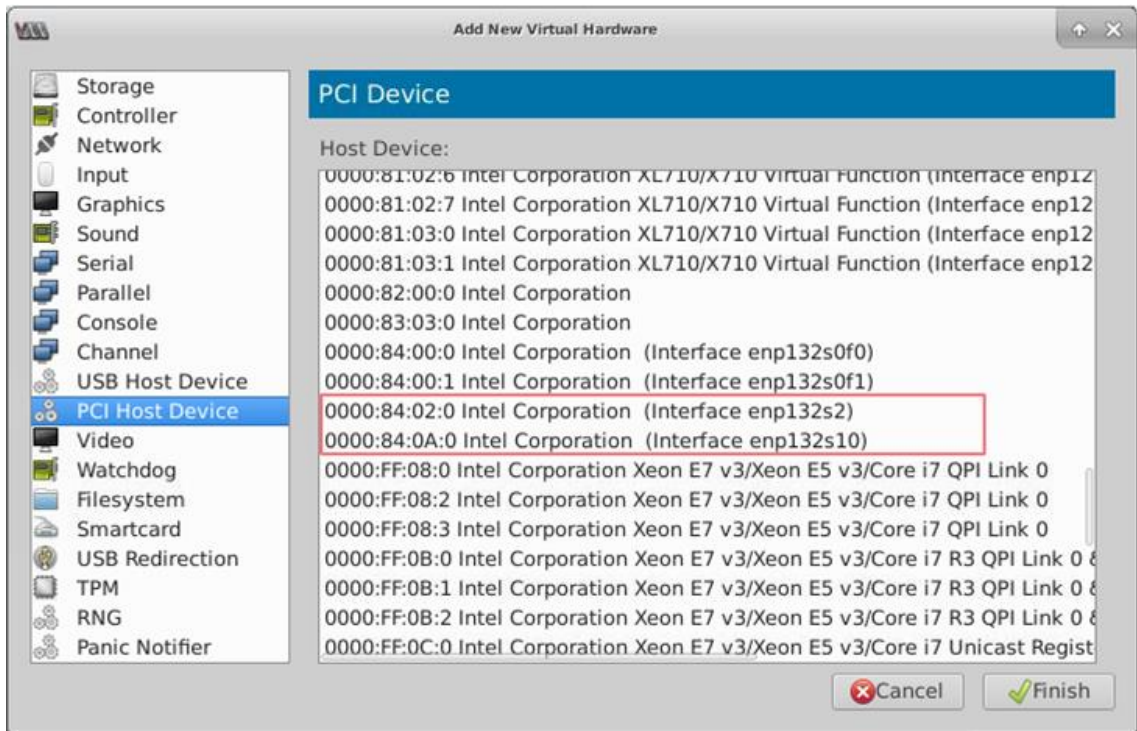 Add New Virtual Hardware
Storage
Controller
Network
Input
Graphics
Sound
Serial
Parallel
Console
Channel
USB Host Device
PCI Host Device
Video
Watchdog
Filesystem
Smartcard
USB Redirection
TPM
RNG
Panic Notifier
PCI Device
Host Device:
0000:81:02:6 Intel Corporation XL710/X710 Virtual Function (Interface enp12
0000:81:02:7 Intel Corporation XL710/X710 Virtual Function (Interface enp12
0000:81:03:0 Intel Corporation XL710/X710 Virtual Function (Interface enp12
0000:81:03:1 Intel Corporation XL710/X710 Virtual Function (Interface enp12
0000:82:00:0 Intel Corporation
0000:83:03:0 Intel Corporation
0000:84:00:0 Intel Corporation (Interface enp132s0f0)
0000:84:00:1 Intel Corporation (Interface enp132s0f1)
0000:84:02:0 Intel Corporation (Interface enp132s2)
0000:84:0A:0 Intel Corporation (Interface enp132s10)
0000:FF:08:0 Intel Corporation Xeon E7 v3/Xeon E5 v3/Core i7 QPI Link 0
0000:FF:08:2 Intel Corporation Xeon E7 v3/Xeon E5 v3/Core i7 QPI Link 0
0000:FF:08:3 Intel Corporation Xeon E7 v3/Xeon E5 v3/Core i7 QPI Link 0
0000:FF:0B:0 Intel Corporation Xeon E7 v3/Xeon E5 v3/Core i7 R3 QPI Link 0 &
0000:FF:0B:1 Intel Corporation Xeon E7 v3/Xeon E5 v3/Core i7 R3 QPI Link 0 &
0000:FF:0B:2 Intel Corporation Xeon E7 v3/Xeon E5 v3/Core i7 R3 QPI Link 0 &
0000:FF:0C:0 Intel Corporation Xeon E7 v3/Xeon E5 v3/Core i7 Unicast Regist
Cancel
Finish